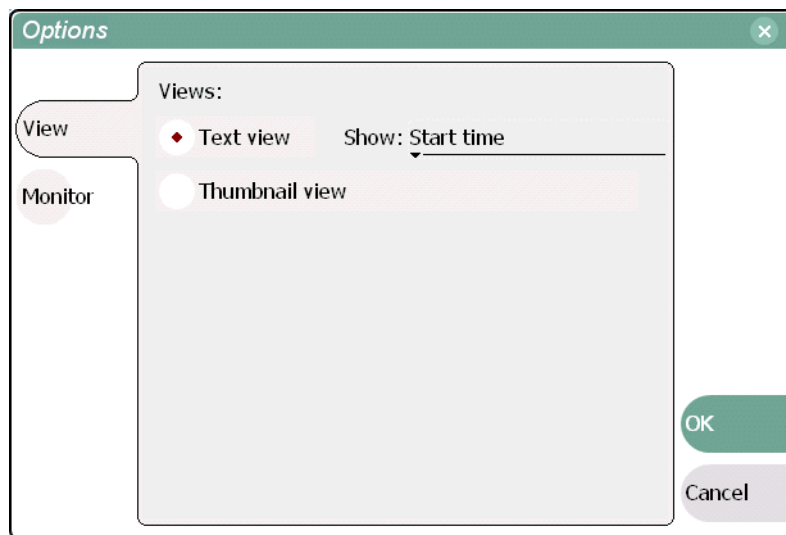 Options
View
Monitor
Views:
Text view
Show: Start time
Thumbnail view
OK
Cancel